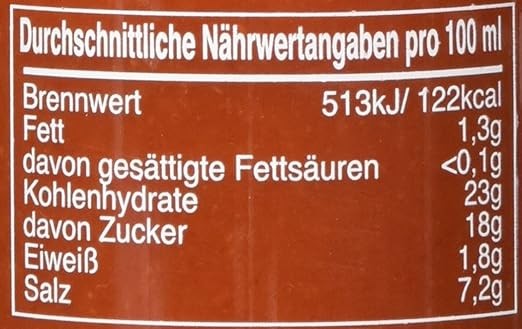 Durchschnittliche Nährwertangaben pro 100 ml
Brennwert 513kJ/ 122kcal
Fett 1,3g
davon gesättigte Fettsäuren <0,1g
Kohlenhydrate 23g
davon Zucker 18g
Eiweiß 1,8g
Salz 7,2g